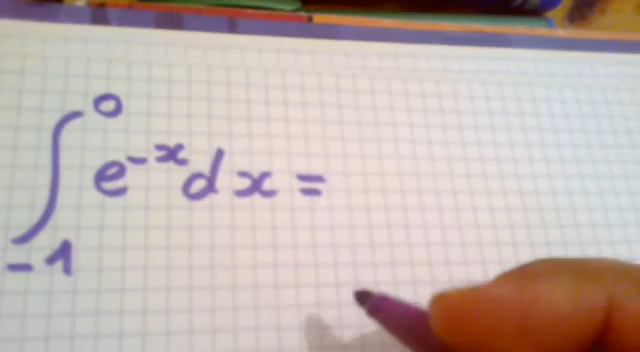 ∫₋₁⁰ e⁻ˣ dx =